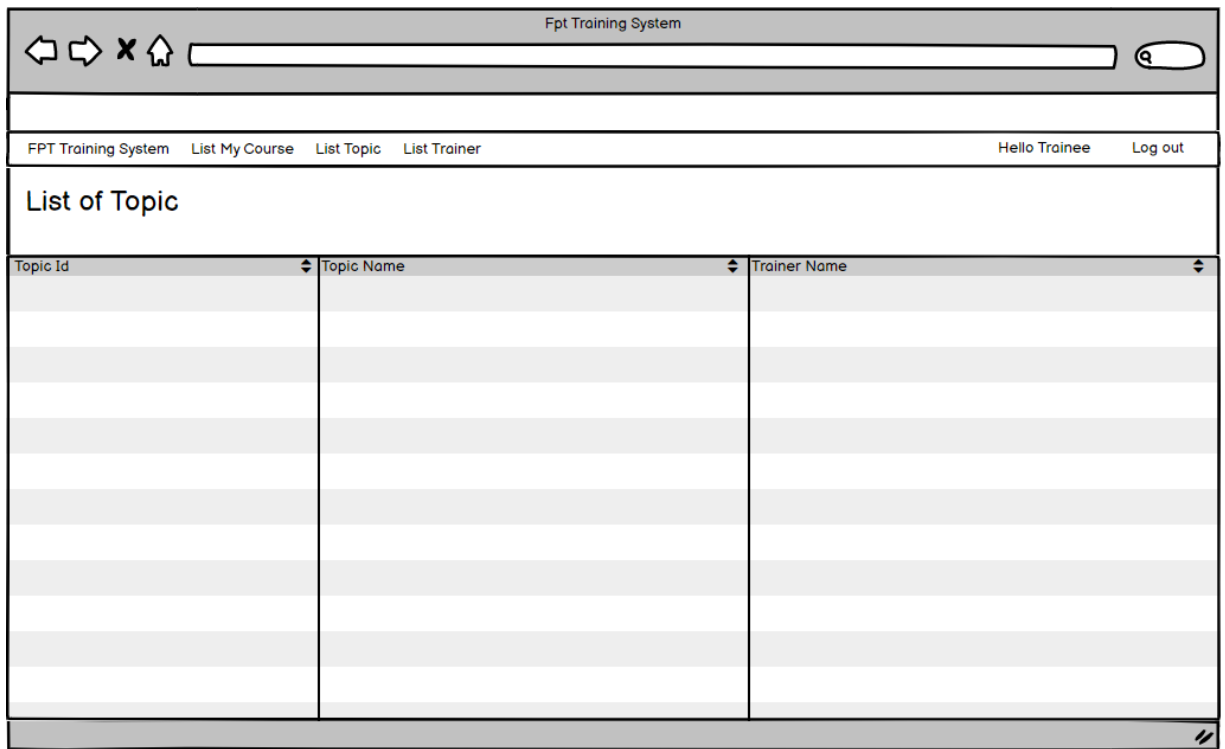 Fpt Training System
FPT Training System List My Course List Topic List Trainer Hello Trainee Log out
List of Topic
Topic Id Topic Name Trainer Name